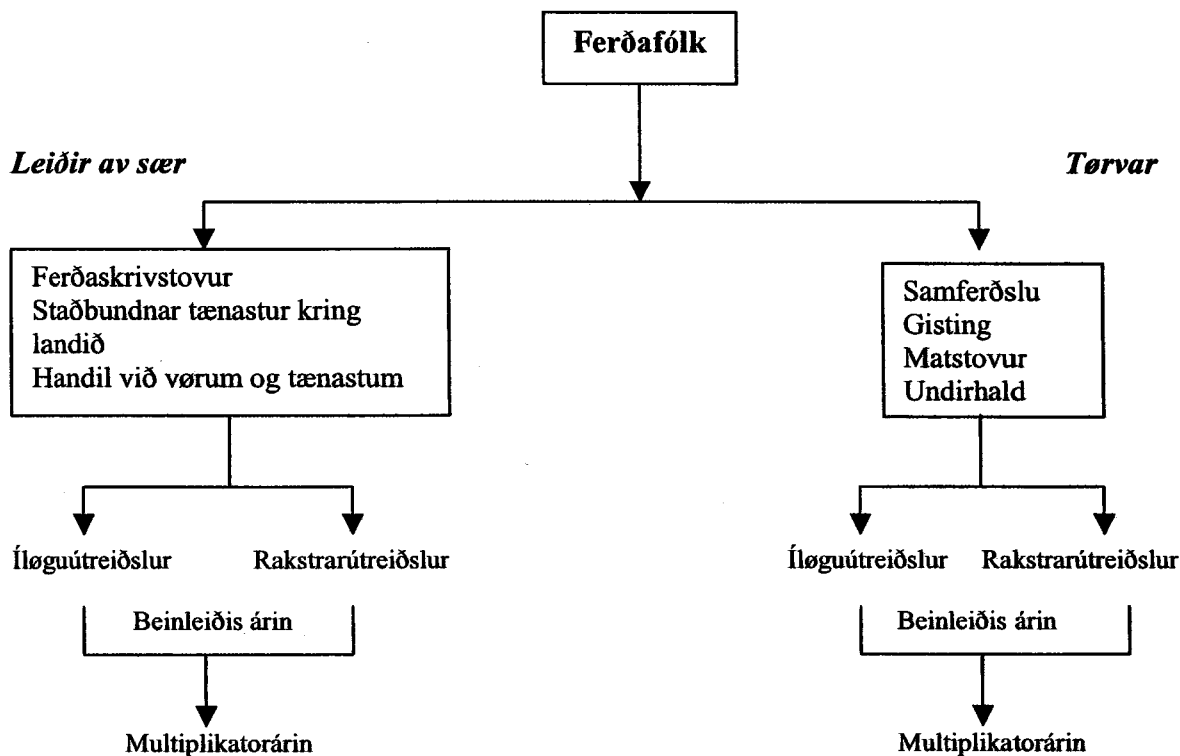 Ferðafólk
Leiðir av sær
Tørvar
Ferðaskrivstovur
Staðbundnar tænastur kring
landið
Handil við vørum og tænastum
Samferðslu
Gisting
Matstovur
Undirhald
Íløguútreiðslur
Rakstrarútreiðslur
Íløguútreiðslur
Rakstrarútreiðslur
Beinleiðis árin
Beinleiðis árin
Multiplikatorárin
Multiplikatorárin